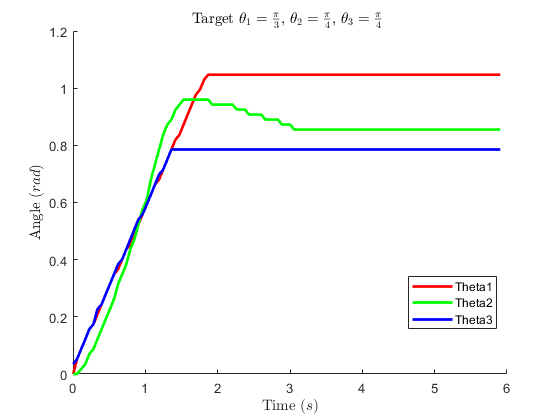 Target θ₁ = π/3, θ₂ = π/4, θ₃ = π/4
1.2
1
0.8
0.6
0.4
0.2
0
Angle (rad)
Theta1
Theta2
Theta3
0 1 2 3 4 5 6
Time (s)